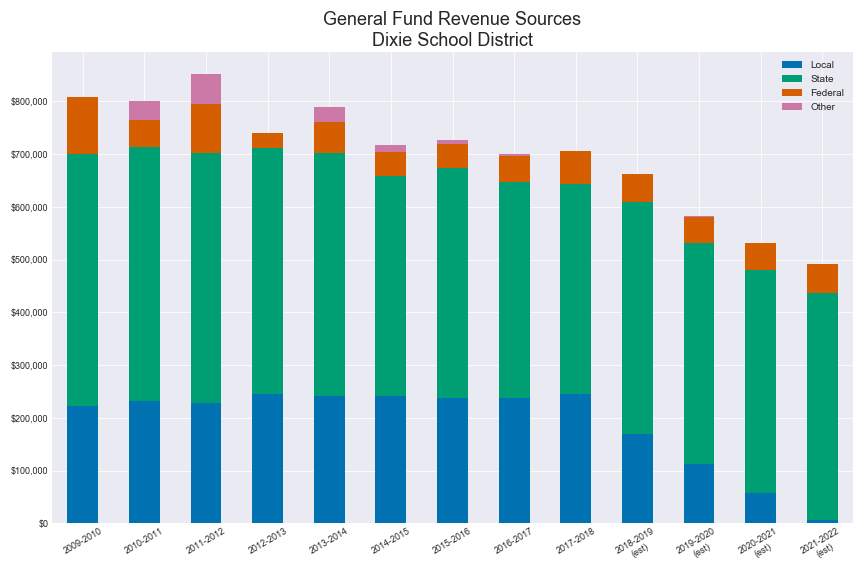 General Fund Revenue Sources
Dixie School District
Local
State
Federal
Other
$800,000
$700,000
$600,000
$500,000
$400,000
$300,000
$200,000
$100,000
$0
2009-2010
2010-2011
2011-2012
2012-2013
2013-2014
2014-2015
2015-2016
2016-2017
2017-2018
2018-2019
(est)
2019-2020
(est)
2020-2021
(est)
2021-2022
(est)